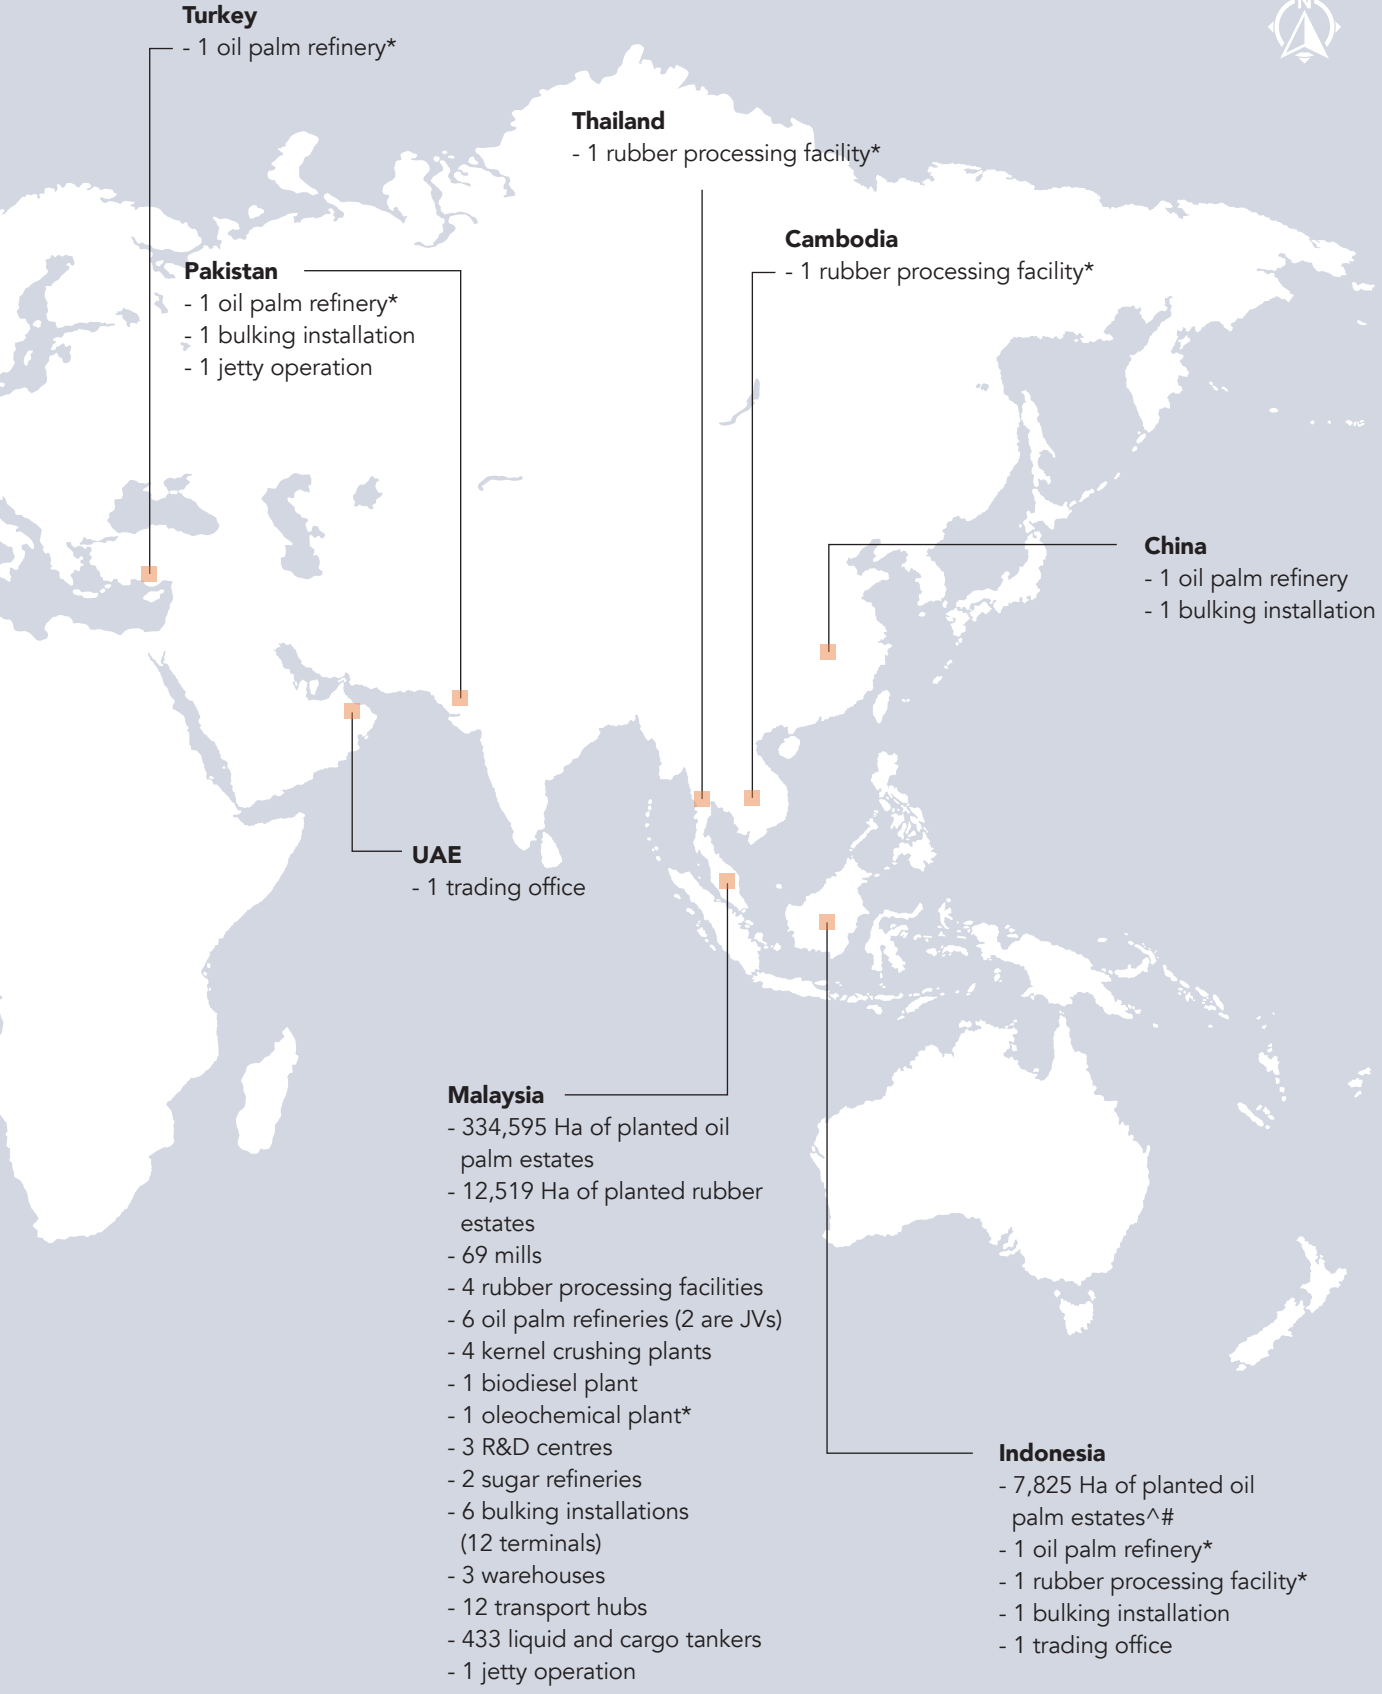 N
Turkey
- 1 oil palm refinery*
Thailand
- 1 rubber processing facility*
Cambodia
- 1 rubber processing facility*
Pakistan
- 1 oil palm refinery*
- 1 bulking installation
- 1 jetty operation
China
- 1 oil palm refinery
- 1 bulking installation
UAE
- 1 trading office
Malaysia
- 334,595 Ha of planted oil
palm estates
- 12,519 Ha of planted rubber
estates
- 69 mills
- 4 rubber processing facilities
- 6 oil palm refineries (2 are JVs)
- 4 kernel crushing plants
- 1 biodiesel plant
- 1 oleochemical plant*
- 3 R&D centres
- 2 sugar refineries
- 6 bulking installations
(12 terminals)
- 3 warehouses
- 12 transport hubs
- 433 liquid and cargo tankers
- 1 jetty operation
Indonesia
- 7,825 Ha of planted oil
palm estates^#
- 1 oil palm refinery*
- 1 rubber processing facility*
- 1 bulking installation
- 1 trading office